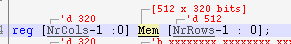 [512 x 320 bits]
'd 320 'd 512
reg [NrCols-1 :0] Mem [NrRows-1 :0];
'd 320